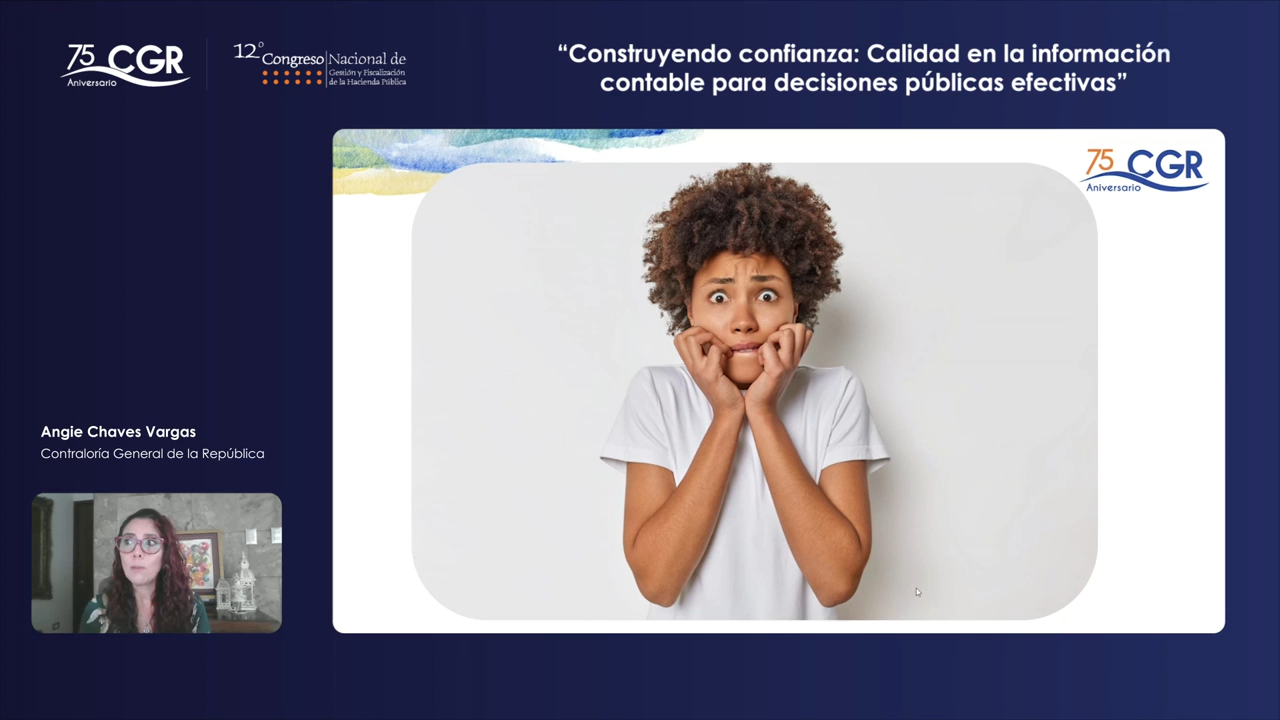 75 CGR
Aniversario
12° Congreso Nacional de
Gestión y Fiscalización
de la Hacienda Pública
“Construyendo confianza: Calidad en la información
contable para decisiones públicas efectivas”
75 CGR
Aniversario
Angie Chaves Vargas
Contraloría General de la República